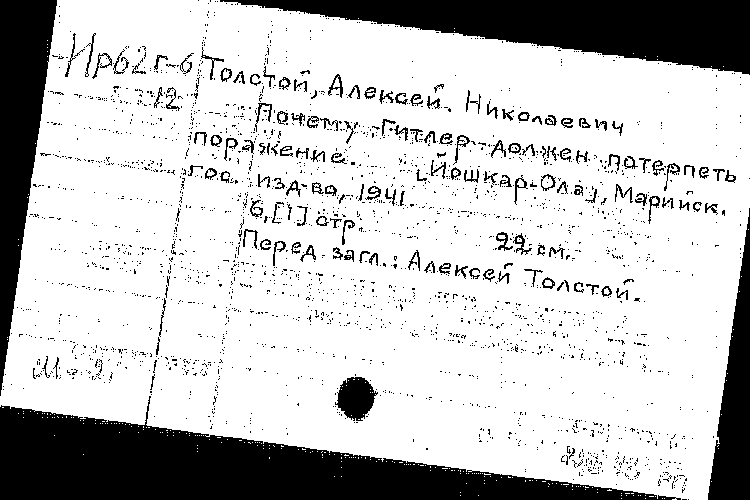 Ир62г-6 Толстой, Алексей. Николаевич
12
Почему Гитлер должен потерпеть
поражение. [Йошкар-Ола], Марийск.
гос. изд-во, 1941.
6,[1] стр. 22 см.
Перед загл.: Алексей Толстой.